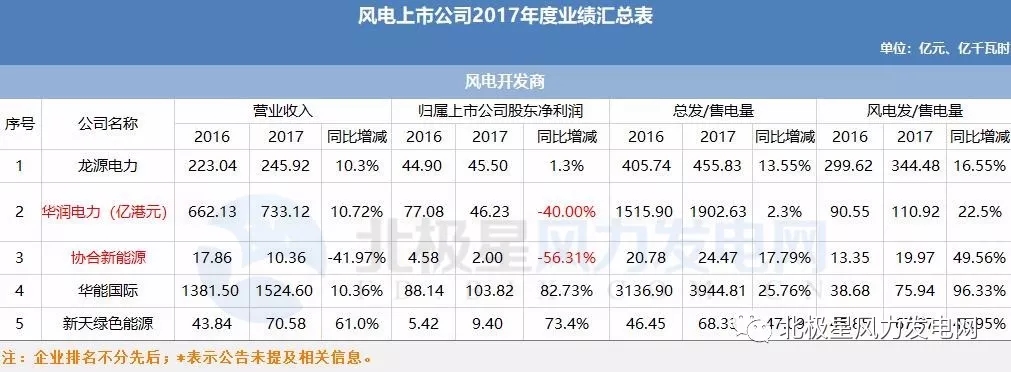 风电上市公司2017年度业绩汇总表
单位：亿元、亿千瓦时
风电开发商
序号 公司名称 营业收入 归属上市公司股东净利润 总发/售电量 风电发/售电量
2016 2017 同比增减 2016 2017 同比增减 2016 2017 同比增减 2016 2017 同比增减
1 龙源电力 223.04 245.92 10.3% 44.90 45.50 1.3% 405.74 455.83 13.55% 299.62 344.48 16.55%
2 华润电力（亿港元） 662.13 733.12 10.72% 77.08 46.23 -40.00% 1515.90 1902.63 2.3% 90.55 110.92 22.5%
3 协合新能源 17.86 10.36 -41.97% 4.58 2.00 -56.31% 20.78 24.47 17.79% 13.35 19.97 49.56%
4 华能国际 1381.50 1524.60 10.36% 88.14 103.82 82.73% 3136.90 3944.81 25.76% 38.68 75.94 96.33%
5 新天绿色能源 43.84 70.58 61.0% 5.42 9.40 73.4% 46.45
北极星风力发电网
北极星风力发电网
注：企业排名不分先后；*表示公告未提及相关信息。